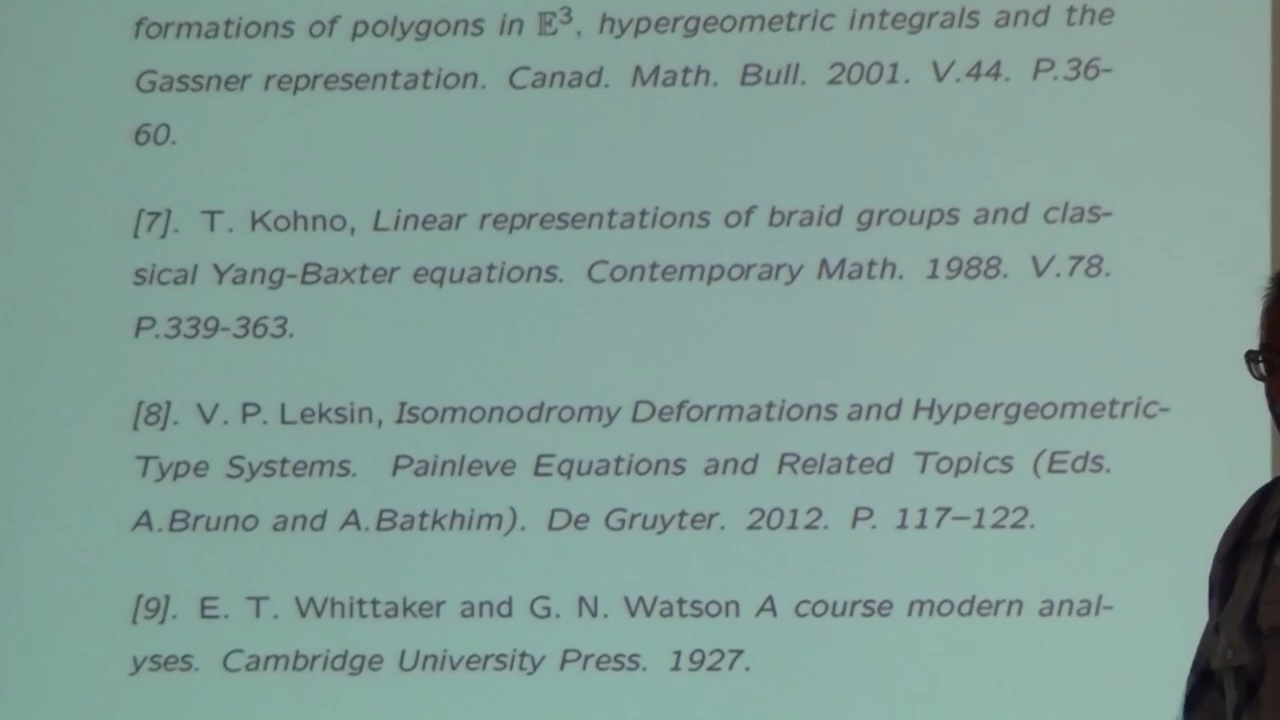 formations of polygons in 𝔼³, hypergeometric integrals and the
Gassner representation. Canad. Math. Bull. 2001. V.44. P.36-
60.
[7]. T. Kohno, Linear representations of braid groups and clas-
sical Yang-Baxter equations. Contemporary Math. 1988. V.78.
P.339-363.
[8]. V. P. Leksin, Isomonodromy Deformations and Hypergeometric-
Type Systems. Painleve Equations and Related Topics (Eds.
A.Bruno and A.Batkhim). De Gruyter. 2012. P. 117–122.
[9]. E. T. Whittaker and G. N. Watson A course modern anal-
yses. Cambridge University Press. 1927.